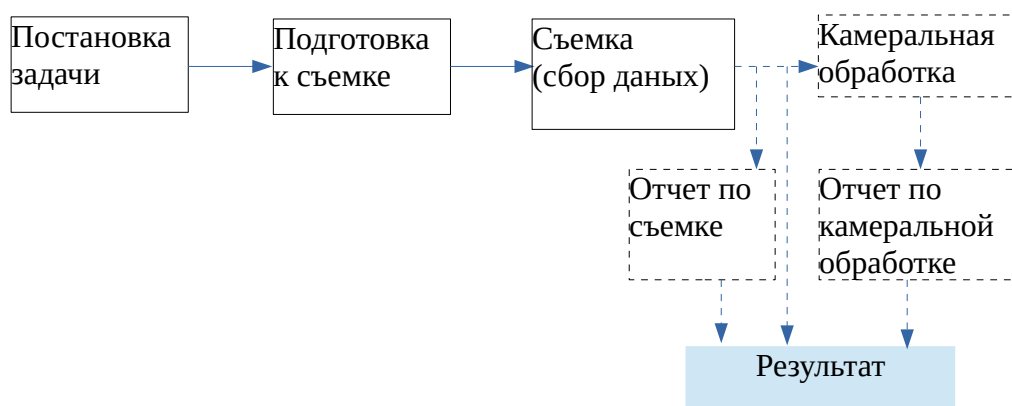 Постановка
задачи
Подготовка
к съемке
Съемка
(сбор даных)
Камеральная
обработка
Отчет по
съемке
Отчет по
камеральной
обработке
Результат